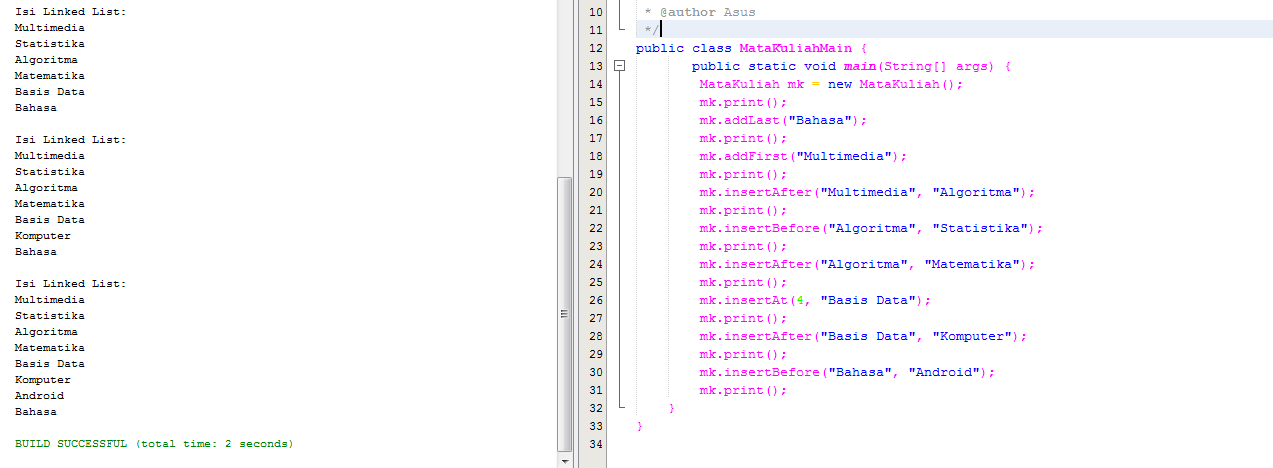 Isi Linked List:
Multimedia
Statistika
Algoritma
Matematika
Basis Data
Bahasa
Isi Linked List:
Multimedia
Statistika
Algoritma
Matematika
Basis Data
Komputer
Bahasa
Isi Linked List:
Multimedia
Statistika
Algoritma
Matematika
Basis Data
Komputer
Android
Bahasa
BUILD SUCCESSFUL (total time: 2 seconds)
10 * @author Asus
11 */
12 public class MataKuliahMain {
13 public static void main(String[] args) {
14 MataKuliah mk = new MataKuliah();
15 mk.print();
16 mk.addLast("Bahasa");
17 mk.print();
18 mk.addFirst("Multimedia");
19 mk.print();
20 mk.insertAfter("Multimedia", "Algoritma");
21 mk.print();
22 mk.insertBefore("Algoritma", "Statistika");
23 mk.print();
24 mk.insertAfter("Algoritma", "Matematika");
25 mk.print();
26 mk.insertAt(4, "Basis Data");
27 mk.print();
28 mk.insertAfter("Basis Data", "Komputer");
29 mk.print();
30 mk.insertBefore("Bahasa", "Android");
31 mk.print();
32 }
33 }
34